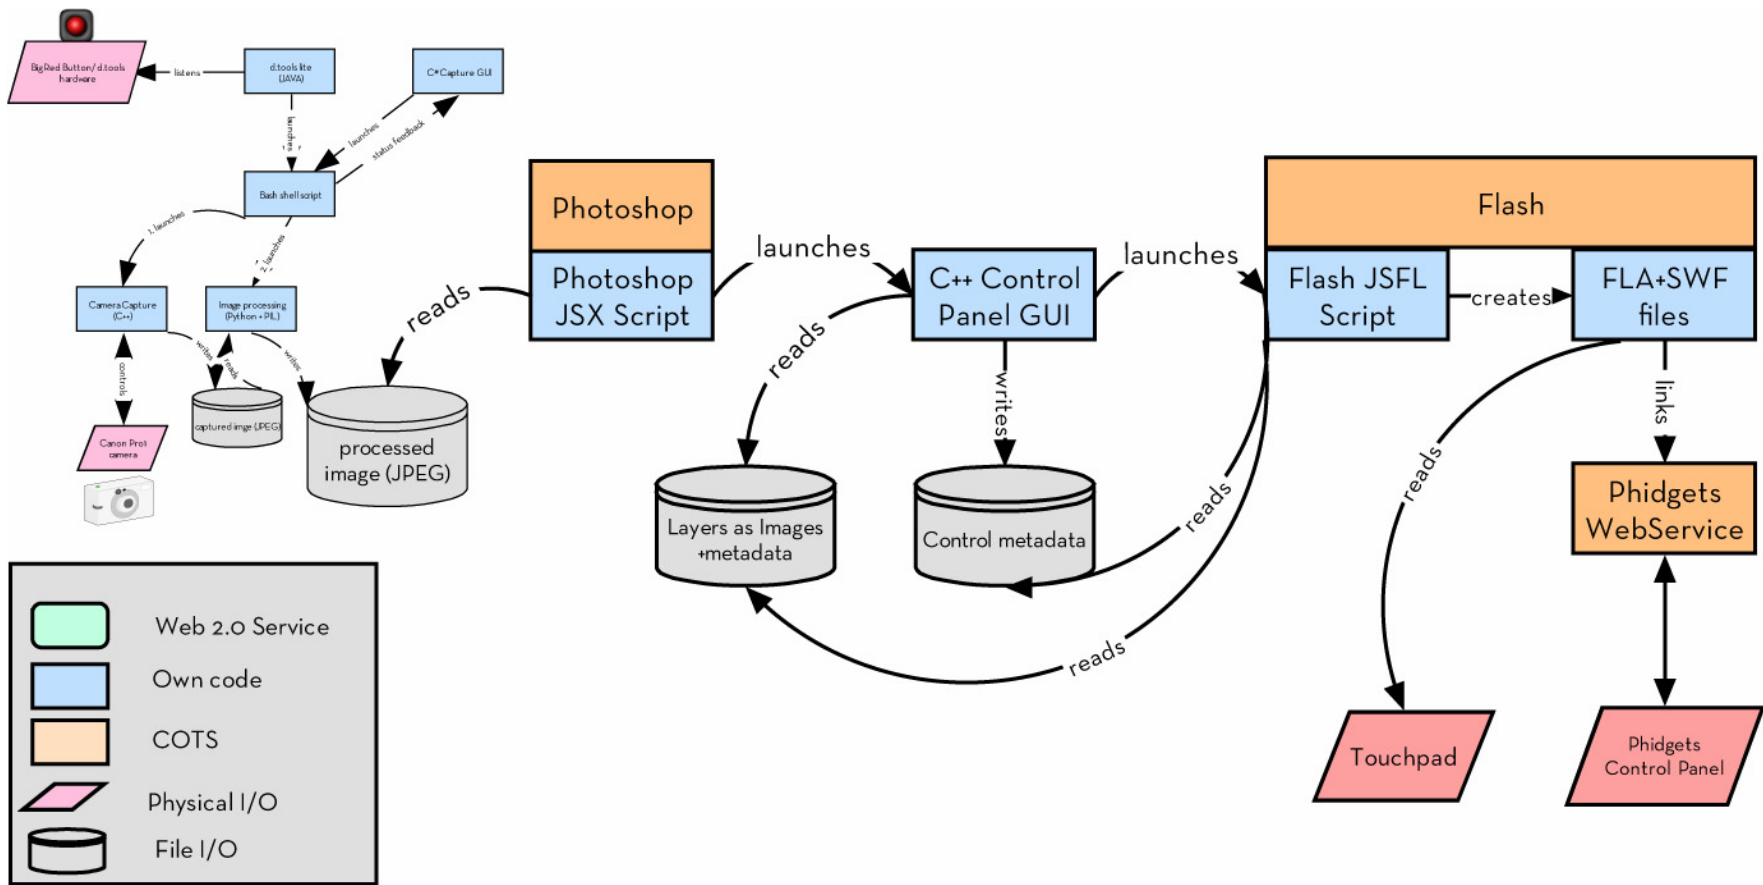 BigRed Button/ d.tools
hardware
listens
d.tools lite
(JAVA)
C# Capture GUI
launches
launches
status feedback
Bash shell script
1. launches
2. launches
Camera Capture
(C++)
Image processing
(Python + PIL)
controls
writes
reads
writes
captured imge (JPEG)
Canon Pro1
camera
processed
image (JPEG)
reads
Photoshop
Photoshop
JSX Script
launches
C++ Control
Panel GUI
launches
reads
writes
Layers as Images
+metadata
Control metadata
reads
reads
Flash
Flash JSFL
Script
creates
FLA+SWF
files
reads
links
Phidgets
WebService
Touchpad
Phidgets
Control Panel
Web 2.0 Service
Own code
COTS
Physical I/O
File I/O